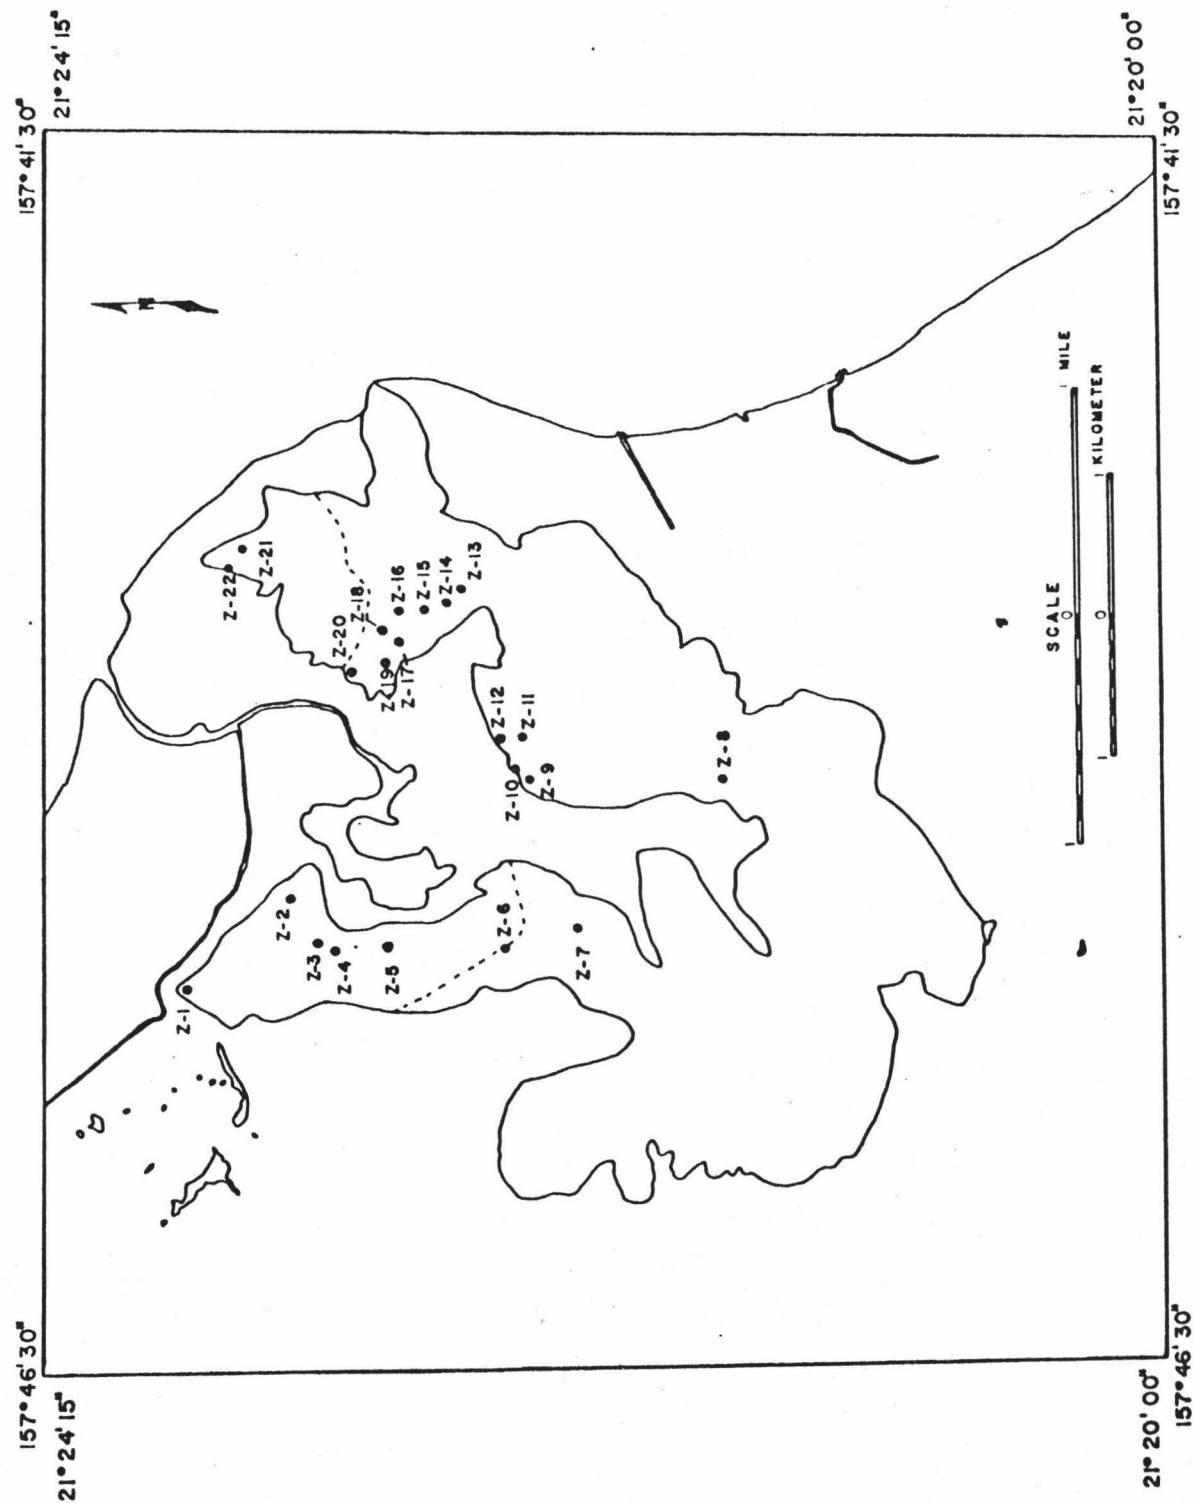 157°46'30"
157°41'30"
21°24'15"
21°24'15"
N
Z-1
Z-2
Z-3
Z-4
Z-5
Z-6
Z-7
Z-8
Z-9
Z-10
Z-11
Z-12
Z-13
Z-14
Z-15
Z-16
Z-17
Z-18
Z-19
Z-20
Z-21
Z-22
SCALE
1 0 1 MILE
1 0 1 KILOMETER
21°20'00"
21°20'00"
157°46'30"
157°41'30"